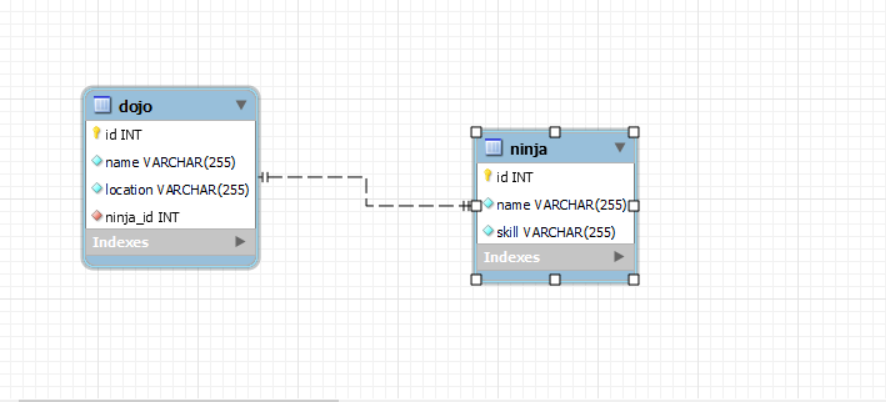 dojo
id INT
name VARCHAR(255)
location VARCHAR(255)
ninja_id INT
Indexes
ninja
id INT
name VARCHAR(255)
skill VARCHAR(255)
Indexes